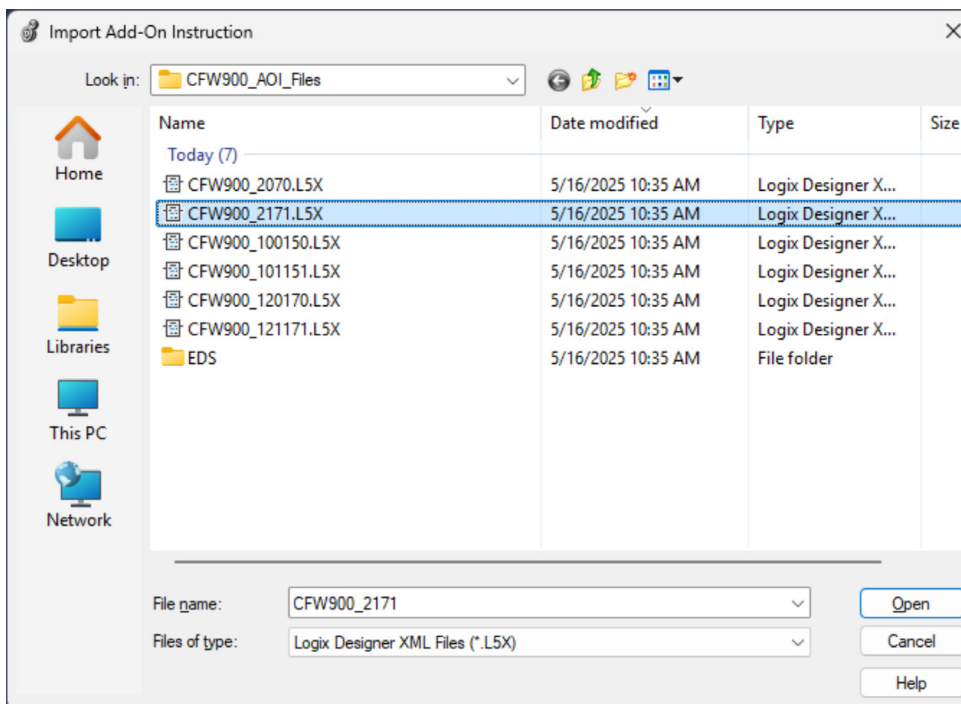 Import Add-On Instruction
Look in: CFW900_AOI_Files
Name Date modified Type Size
Today (7)
CFW900_2070.L5X 5/16/2025 10:35 AM Logix Designer X...
CFW900_2171.L5X 5/16/2025 10:35 AM Logix Designer X...
CFW900_100150.L5X 5/16/2025 10:35 AM Logix Designer X...
CFW900_101151.L5X 5/16/2025 10:35 AM Logix Designer X...
CFW900_120170.L5X 5/16/2025 10:35 AM Logix Designer X...
CFW900_121171.L5X 5/16/2025 10:35 AM Logix Designer X...
EDS 5/16/2025 10:35 AM File folder
Home
Desktop
Libraries
This PC
Network
File name: CFW900_2171 Open
Files of type: Logix Designer XML Files (*.L5X) Cancel
Help